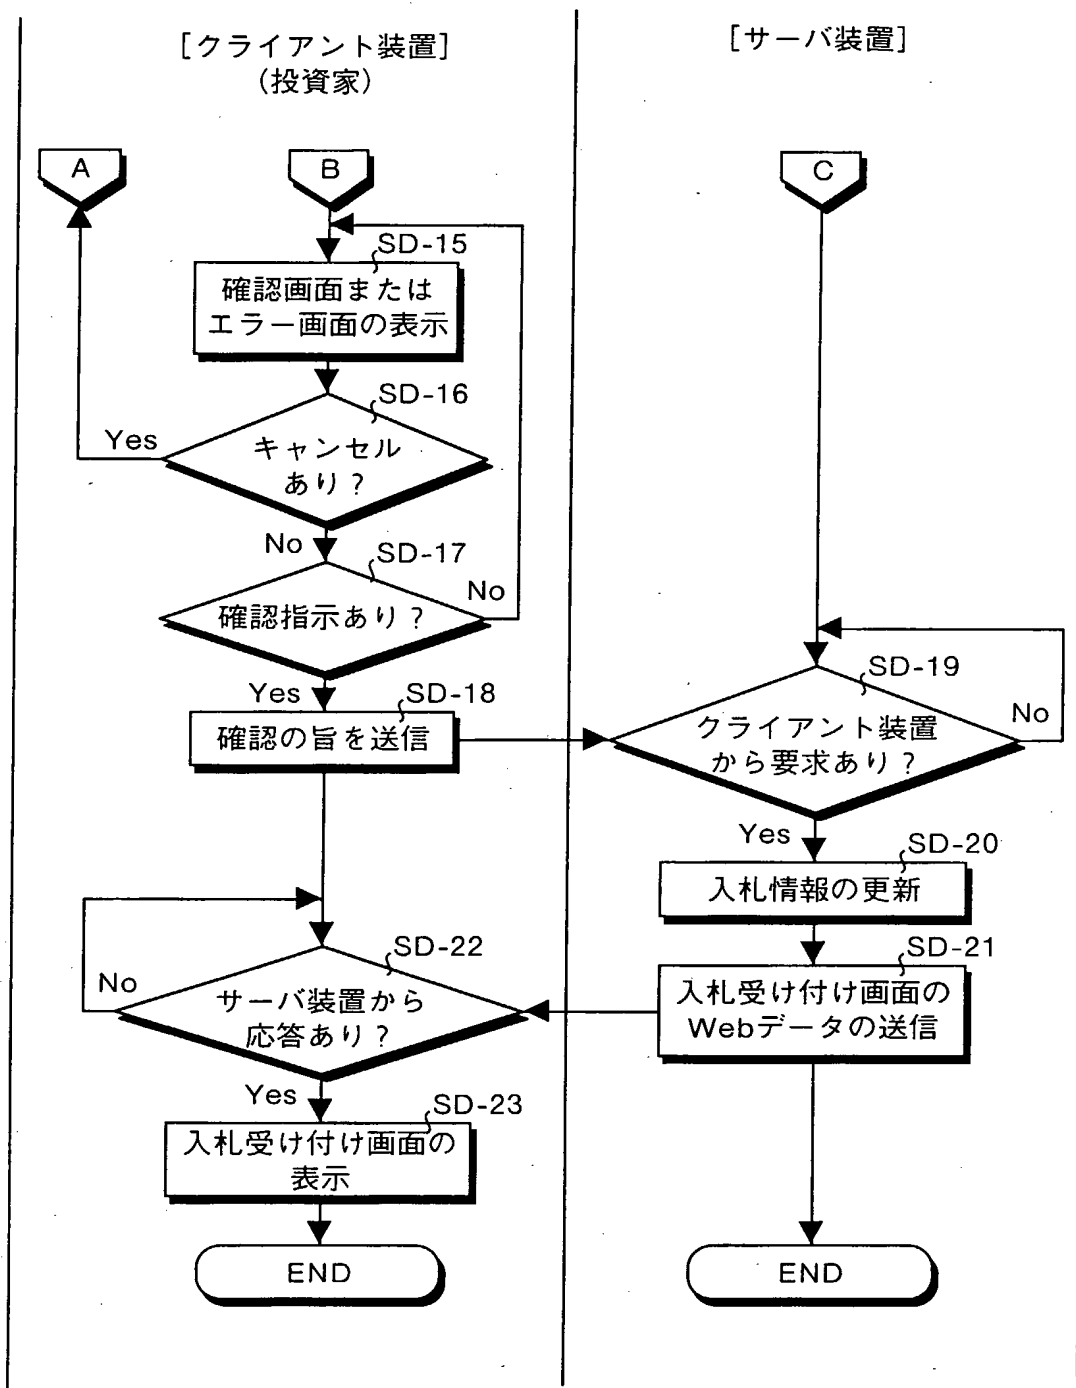 [クライアント装置]
(投資家)
[サーバ装置]
A
B
C
SD-15
確認画面または
エラー画面の表示
SD-16
Yes
キャンセル
あり?
No
SD-17
No
確認指示あり?
Yes
SD-18
確認の旨を送信
SD-19
No
クライアント装置
から要求あり?
Yes
SD-20
入札情報の更新
SD-21
入札受け付け画面の
Webデータの送信
SD-22
No
サーバ装置から
応答あり?
Yes
SD-23
入札受け付け画面の
表示
END
END